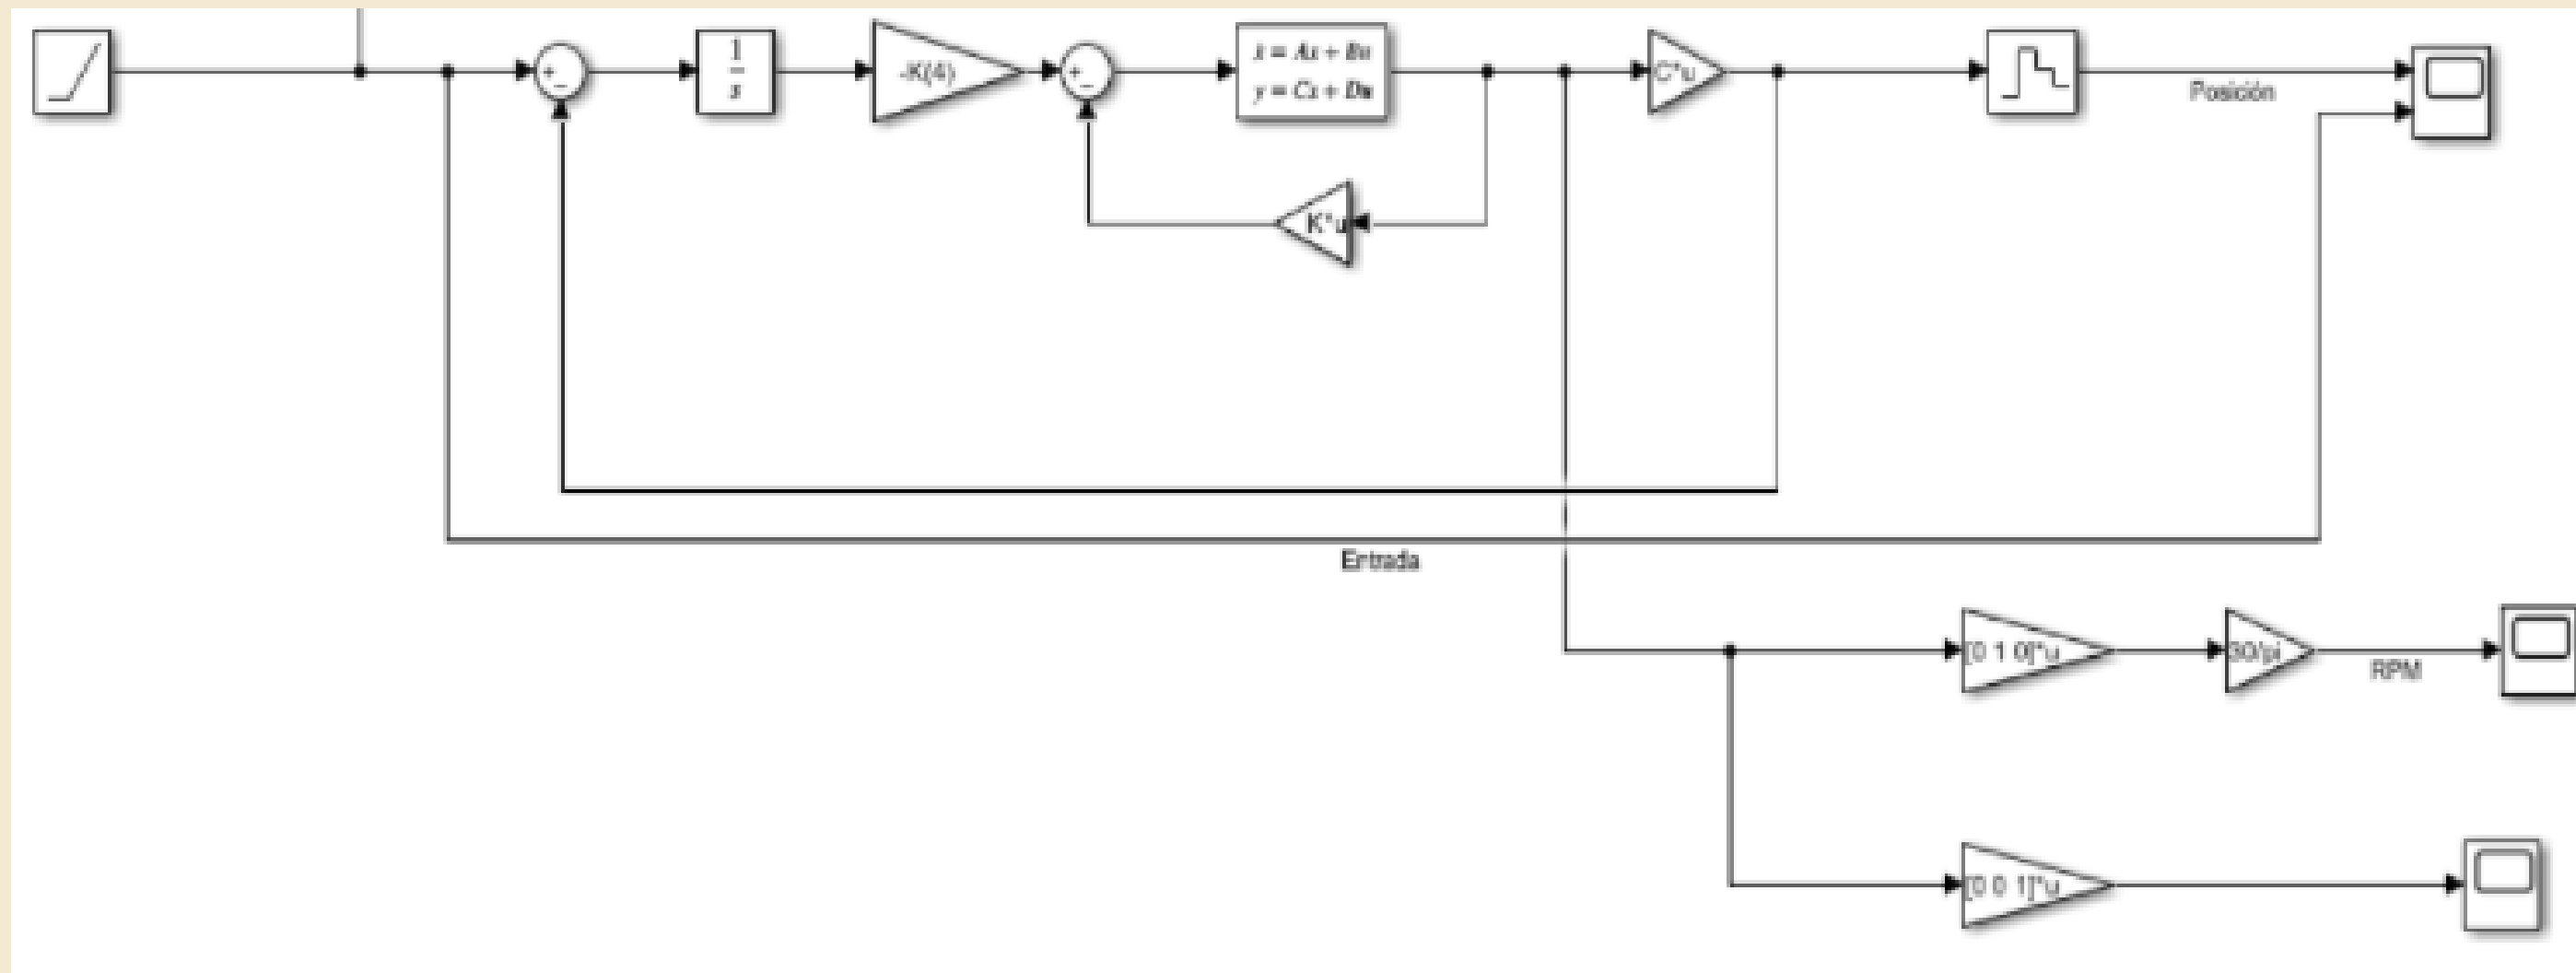 1
s
-K(4)
ẋ = Ax + Bu
y = Cx + Du
C*u
Posición
K*u
Entrada
[0 1 0]*u
30/pi
RPM
[0 0 1]*u